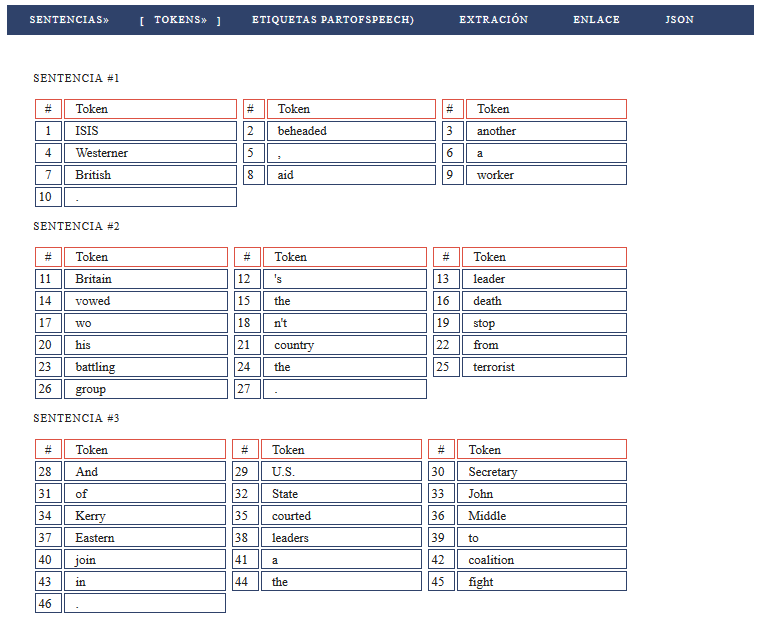 SENTENCIAS» [ TOKENS» ] ETIQUETAS PARTOFSPEECH) EXTRACIÓN ENLACE JSON
SENTENCIA #1
# Token # Token # Token
1 ISIS 2 beheaded 3 another
4 Westerner 5 , 6 a
7 British 8 aid 9 worker
10 .
SENTENCIA #2
# Token # Token # Token
11 Britain 12 's 13 leader
14 vowed 15 the 16 death
17 wo 18 n't 19 stop
20 his 21 country 22 from
23 battling 24 the 25 terrorist
26 group 27 .
SENTENCIA #3
# Token # Token # Token
28 And 29 U.S. 30 Secretary
31 of 32 State 33 John
34 Kerry 35 courted 36 Middle
37 Eastern 38 leaders 39 to
40 join 41 a 42 coalition
43 in 44 the 45 fight
46 .